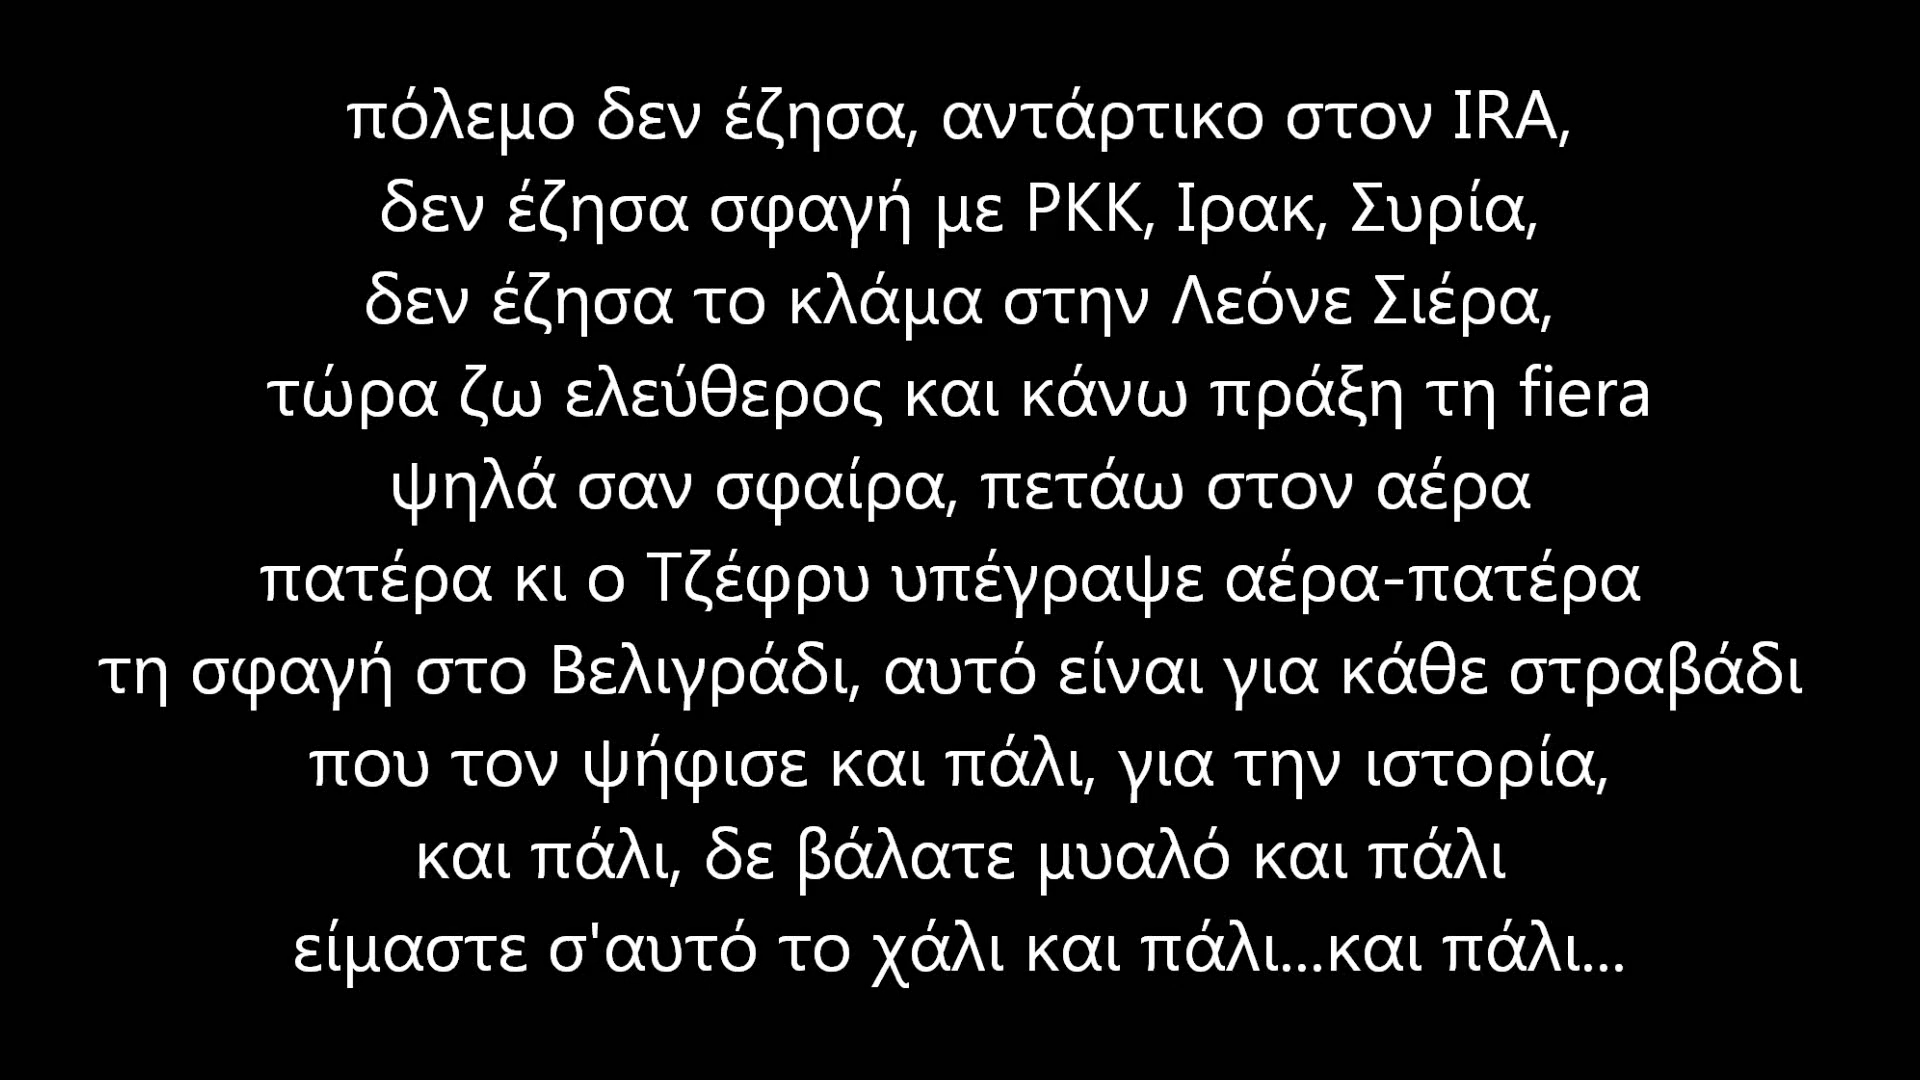 πόλεμο δεν έζησα, αντάρτικο στον IRA,
δεν έζησα σφαγή με PKK, Ιρακ, Συρία,
δεν έζησα το κλάμα στην Λεόνε Σιέρα,
τώρα ζω ελεύθερος και κάνω πράξη τη fiera
ψηλά σαν σφαίρα, πετάω στον αέρα
πατέρα κι ο Τζέφρυ υπέγραψε αέρα-πατέρα
τη σφαγή στο Βελιγράδι, αυτό είναι για κάθε στραβάδι
που τον ψήφισε και πάλι, για την ιστορία,
και πάλι, δε βάλατε μυαλό και πάλι
είμαστε σ'αυτό το χάλι και πάλι...και πάλι...